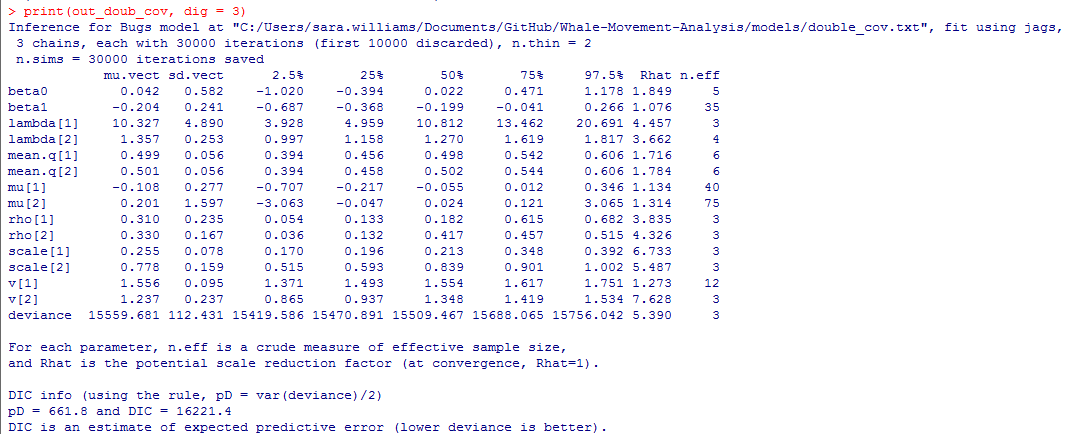 > print(out_doub_cov, dig = 3)
Inference for Bugs model at "C:/Users/sara.williams/Documents/GitHub/Whale-Movement-Analysis/models/double_cov.txt", fit using jags,
 3 chains, each with 30000 iterations (first 10000 discarded), n.thin = 2
 n.sims = 30000 iterations saved
            mu.vect sd.vect      2.5%       25%       50%       75%     97.5%  Rhat n.eff
beta0         0.042   0.582    -1.020    -0.394     0.022     0.471     1.178 1.849     5
beta1        -0.204   0.241    -0.687    -0.368    -0.199    -0.041     0.266 1.076    35
lambda[1]    10.327   4.890     3.928     4.959    10.812    13.462    20.691 4.457     3
lambda[2]     1.357   0.253     0.997     1.158     1.270     1.619     1.817 3.662     4
mean.q[1]     0.499   0.056     0.394     0.456     0.498     0.542     0.606 1.716     6
mean.q[2]     0.501   0.056     0.394     0.458     0.502     0.544     0.606 1.784     6
mu[1]        -0.108   0.277    -0.707    -0.217    -0.055     0.012     0.346 1.134    40
mu[2]         0.201   1.597    -3.063    -0.047     0.024     0.121     3.065 1.314    75
rho[1]        0.310   0.235     0.054     0.133     0.182     0.615     0.682 3.835     3
rho[2]        0.330   0.167     0.036     0.132     0.417     0.457     0.515 4.326     3
scale[1]      0.255   0.078     0.170     0.196     0.213     0.348     0.392 6.733     3
scale[2]      0.778   0.159     0.515     0.593     0.839     0.901     1.002 5.487     3
v[1]          1.556   0.095     1.371     1.493     1.554     1.617     1.751 1.273    12
v[2]          1.237   0.237     0.865     0.937     1.348     1.419     1.534 7.628     3
deviance  15559.681 112.431 15419.586 15470.891 15509.467 15688.065 15756.042 5.390     3
For each parameter, n.eff is a crude measure of effective sample size,
and Rhat is the potential scale reduction factor (at convergence, Rhat=1).
DIC info (using the rule, pD = var(deviance)/2)
pD = 661.8 and DIC = 16221.4
DIC is an estimate of expected predictive error (lower deviance is better).